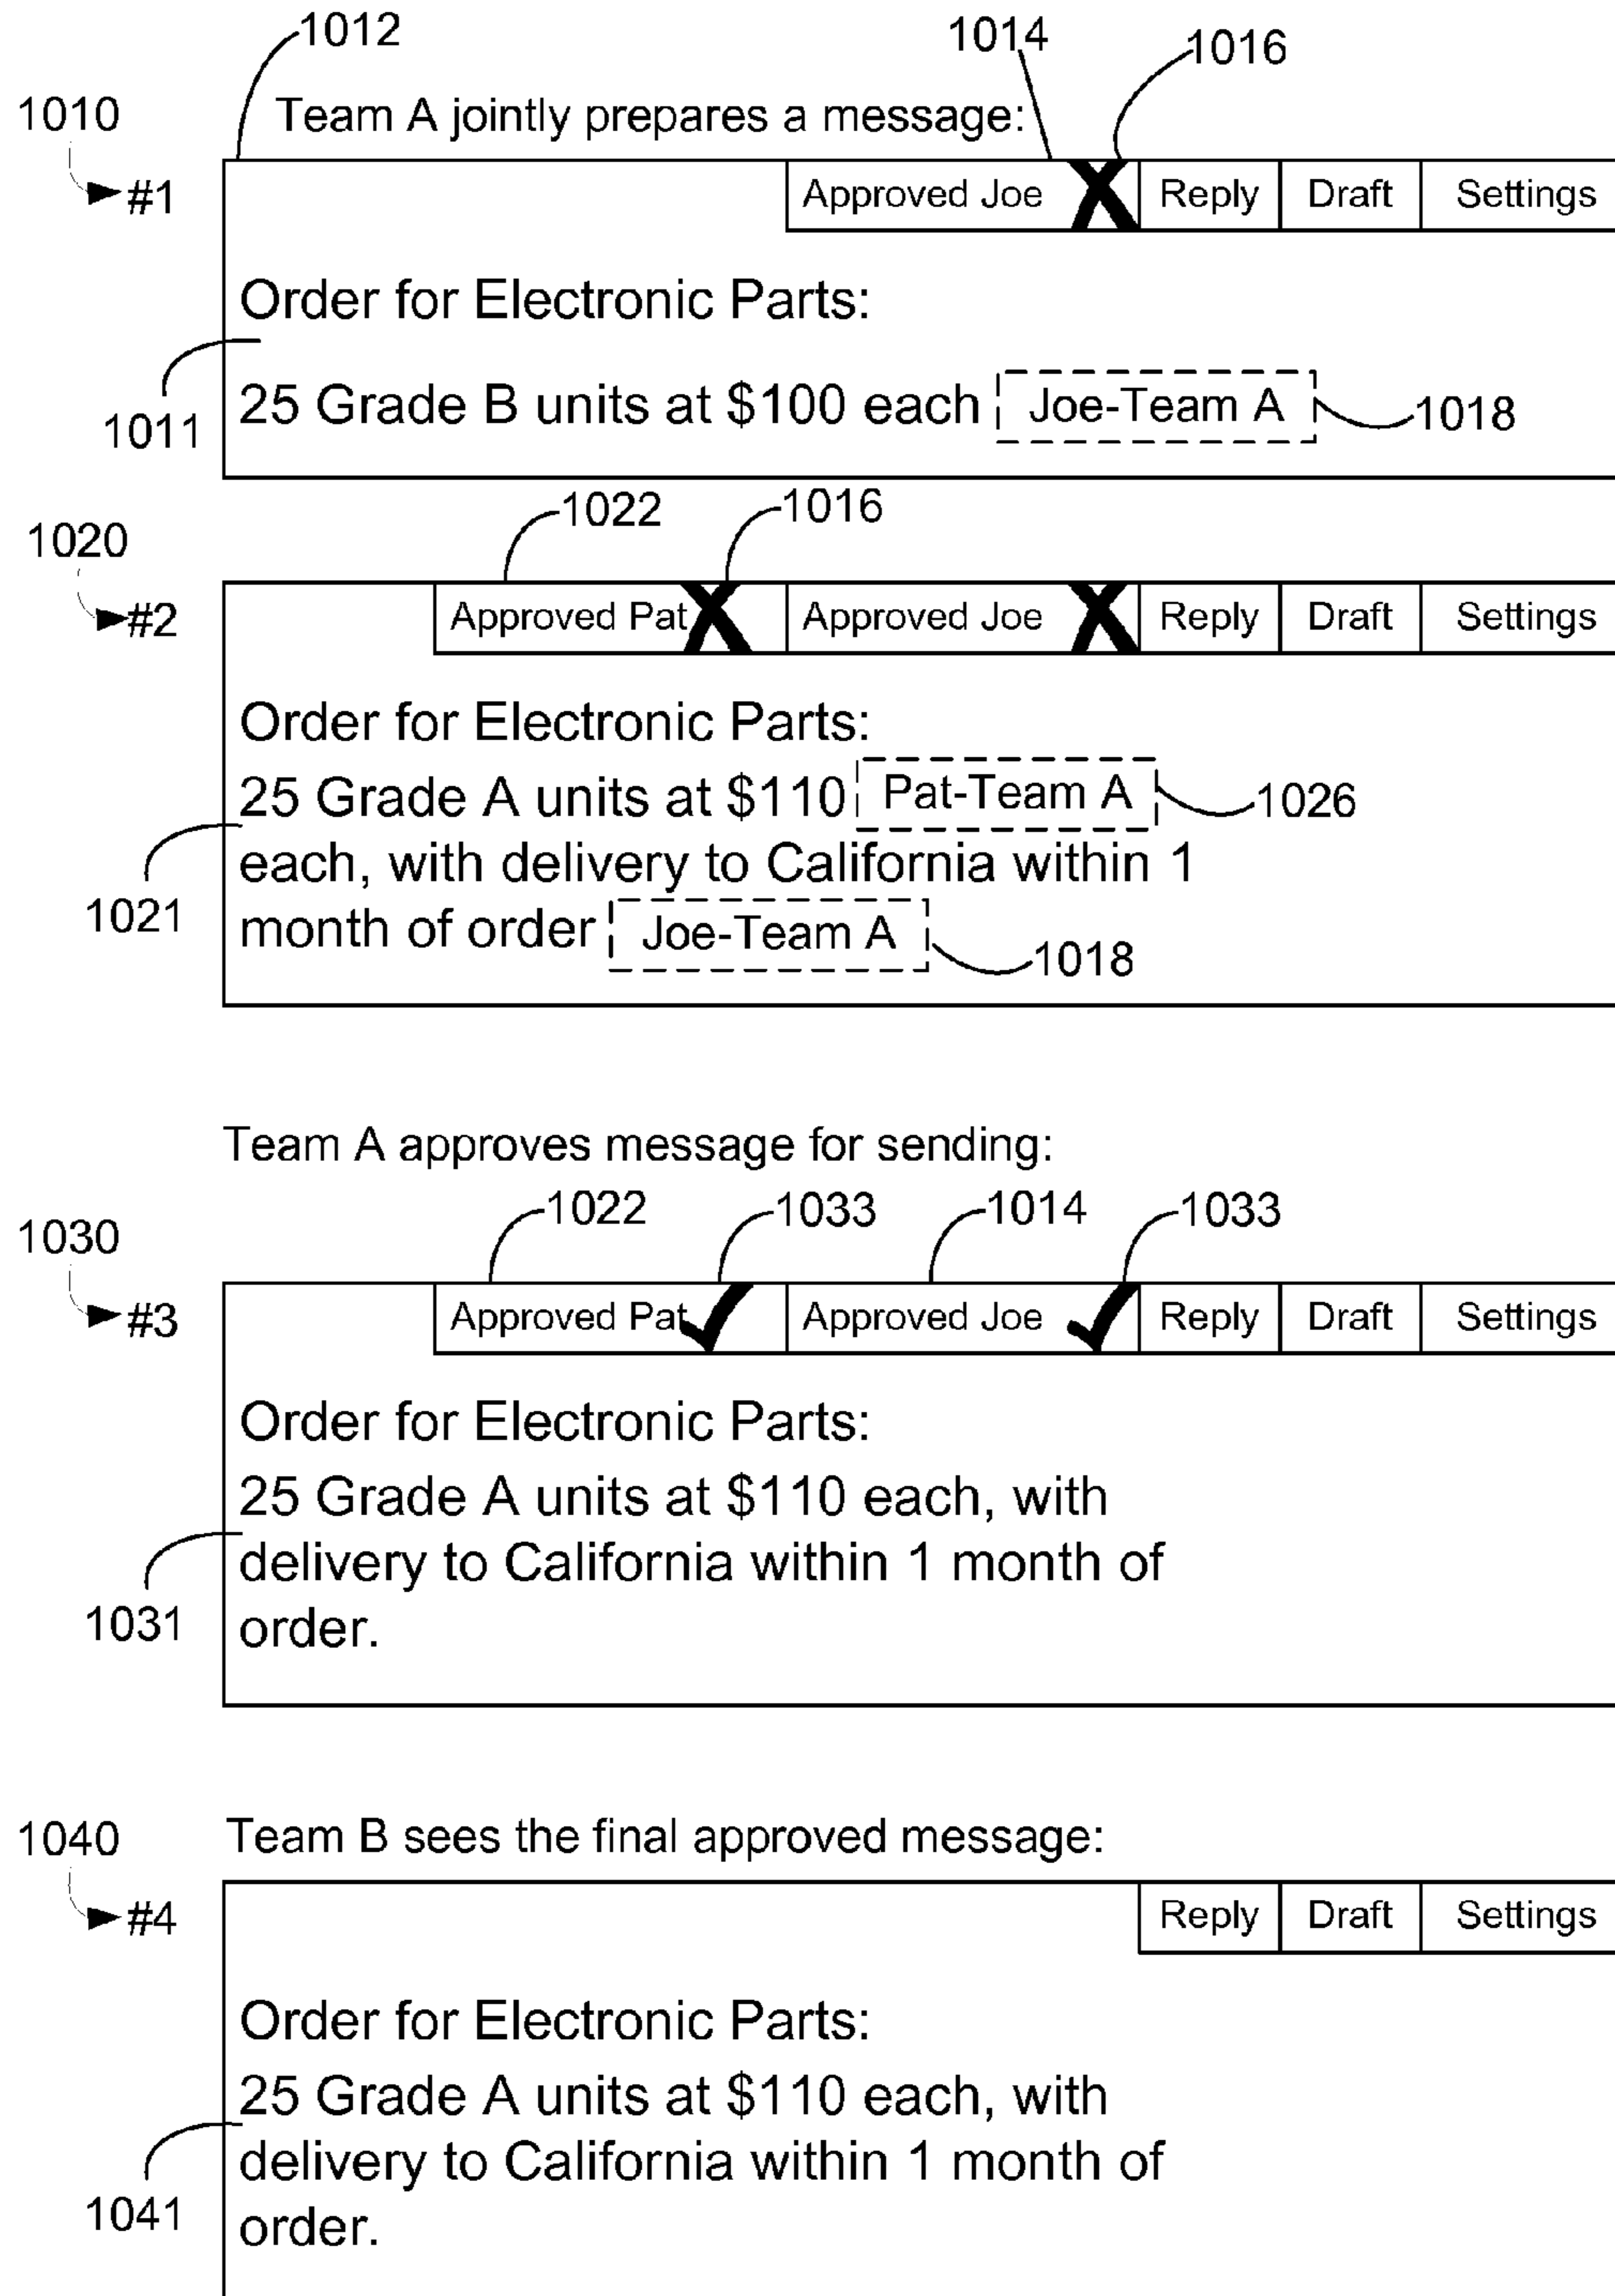 1012
1014
1016
1010
Team A jointly prepares a message:
#1
Approved Joe X Reply Draft Settings
Order for Electronic Parts:
1011
25 Grade B units at $100 each Joe-Team A
1018
1022
1016
1020
#2
Approved Pat X Approved Joe X Reply Draft Settings
Order for Electronic Parts:
25 Grade A units at $110 Pat-Team A
1026
each, with delivery to California within 1
1021
month of order Joe-Team A
1018
Team A approves message for sending:
1022
1033
1014
1033
1030
#3
Approved Pat ✓ Approved Joe ✓ Reply Draft Settings
Order for Electronic Parts:
25 Grade A units at $110 each, with
delivery to California within 1 month of
1031
order.
1040
Team B sees the final approved message:
#4
Reply Draft Settings
Order for Electronic Parts:
25 Grade A units at $110 each, with
delivery to California within 1 month of
1041
order.